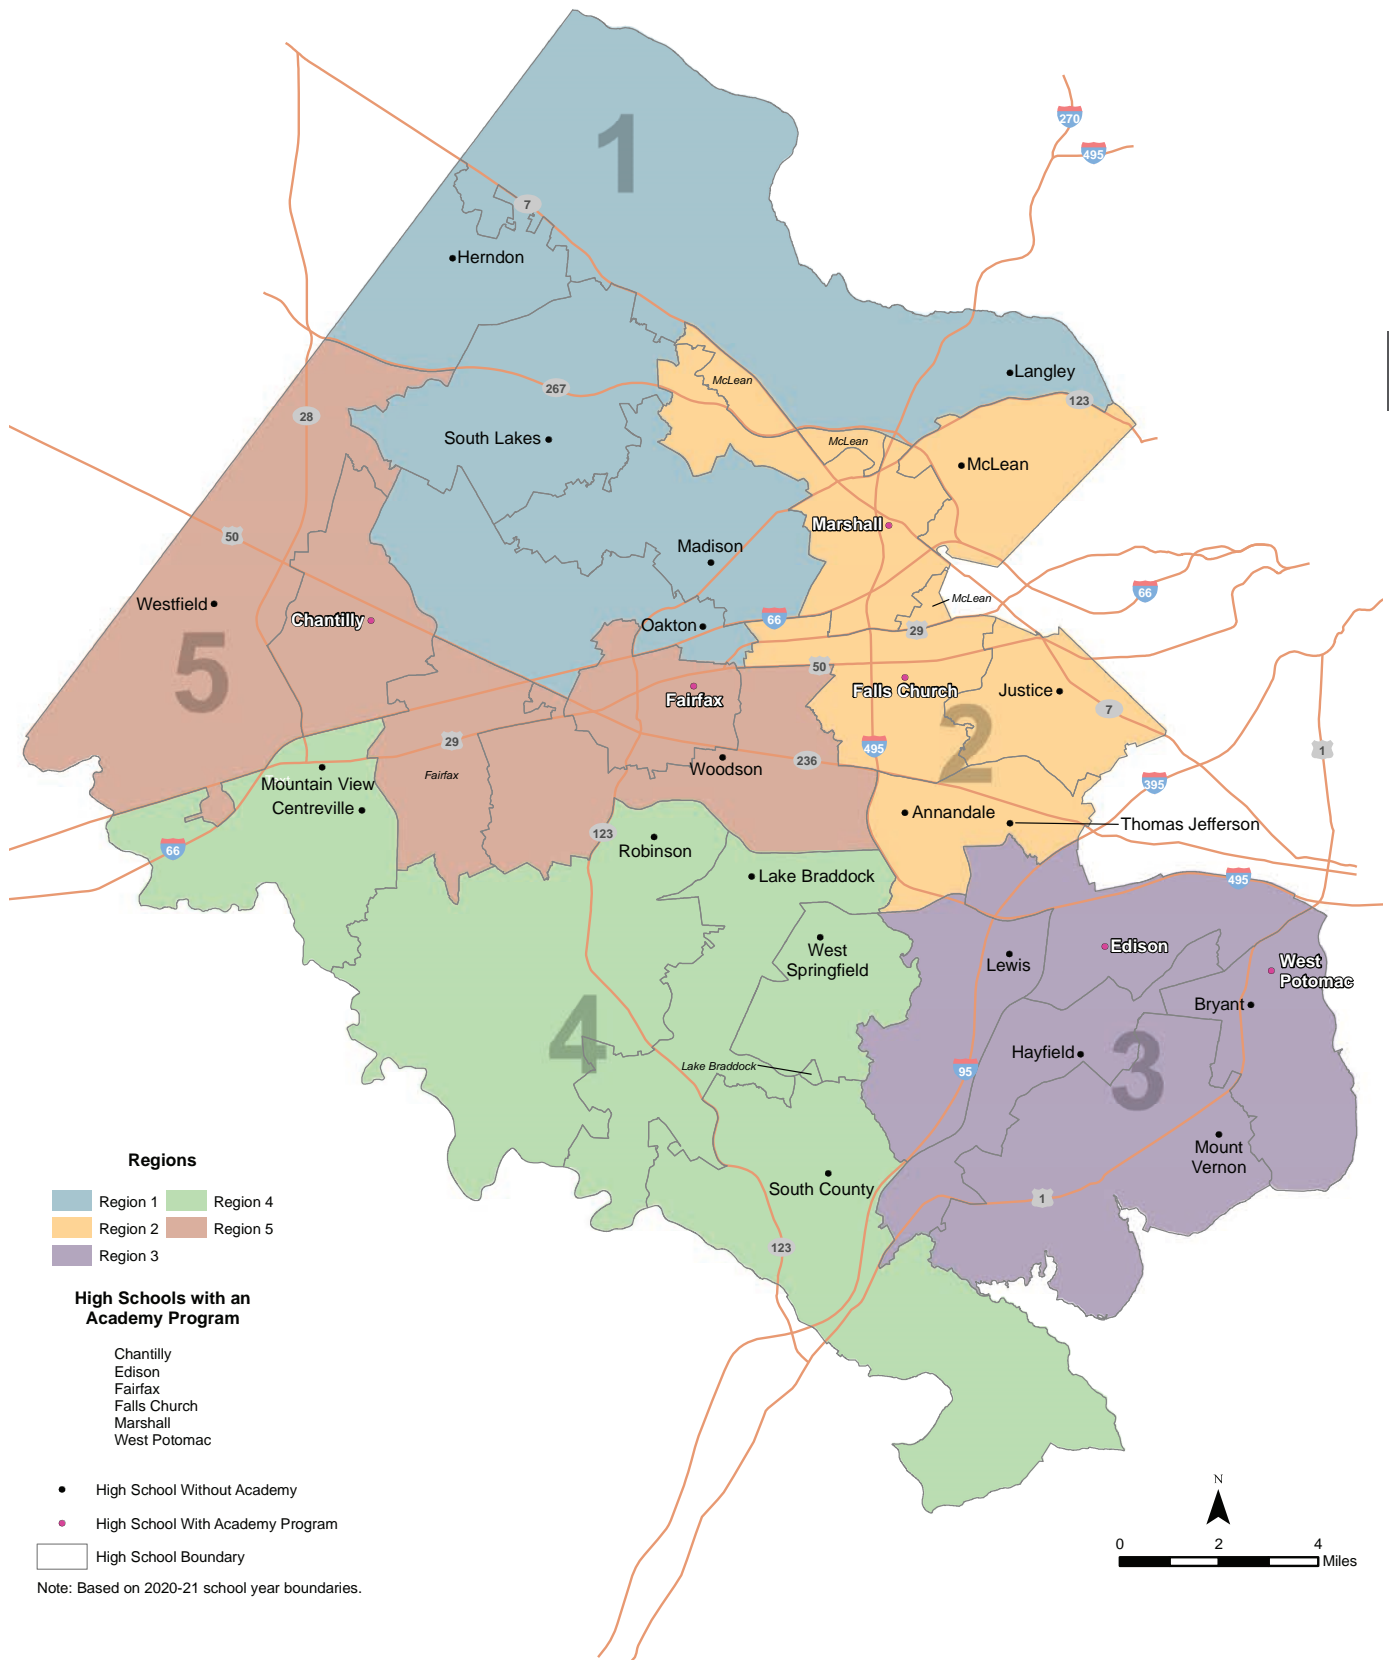 1
270
495
7
Herndon
Langley
McLean
123
267
28
McLean
South Lakes
McLean
Marshall
50
Madison
66
Westfield
McLean
Chantilly
66
Oakton
29
5
50
Falls Church
Justice
Fairfax
7
2
29
495
1
236
Woodson
Fairfax
395
Mountain View
Centreville
Annandale
Thomas Jefferson
123
66
Robinson
Lake Braddock
495
West
Springfield
Edison
Lewis
West
Potomac
Bryant
4
Hayfield
3
Lake Braddock
95
Mount
Vernon
South County
1
123
Regions
Region 1
Region 4
Region 2
Region 5
Region 3
High Schools with an
Academy Program
Chantilly
Edison
Fairfax
Falls Church
Marshall
West Potomac
High School Without Academy
High School With Academy Program
High School Boundary
Note: Based on 2020-21 school year boundaries.
N
0 2 4
Miles